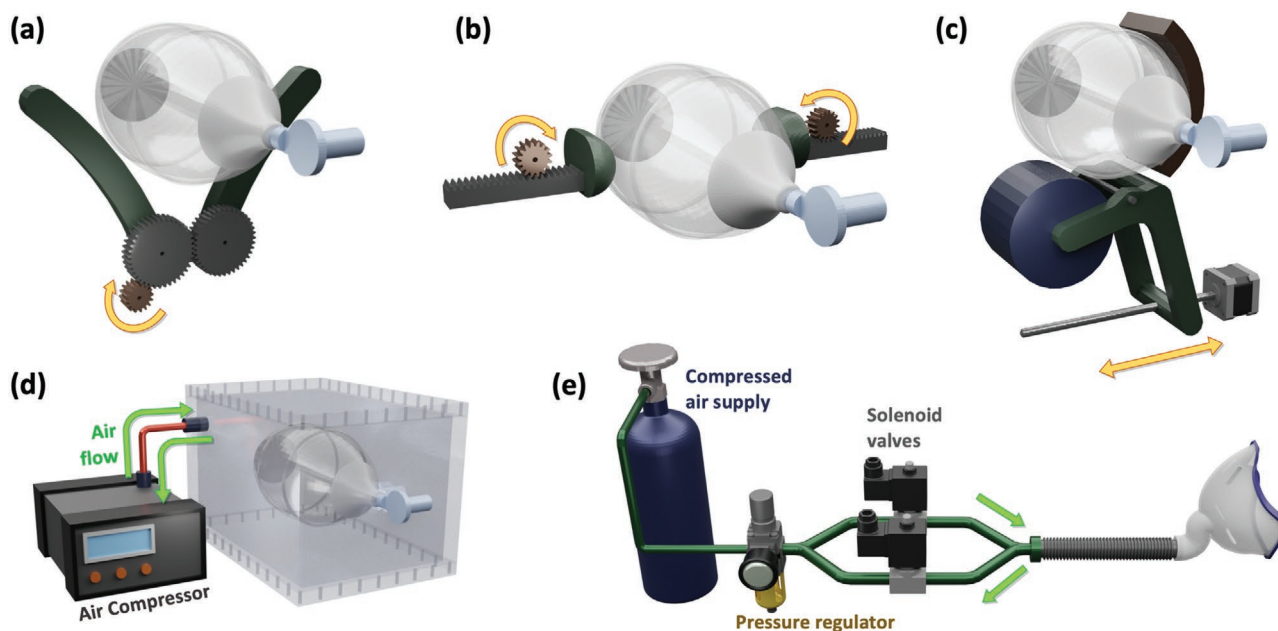 (a)
(b)
(c)
(d)
Air
flow
Air Compressor
(e)
Compressed
air supply
Solenoid
valves
Pressure regulator